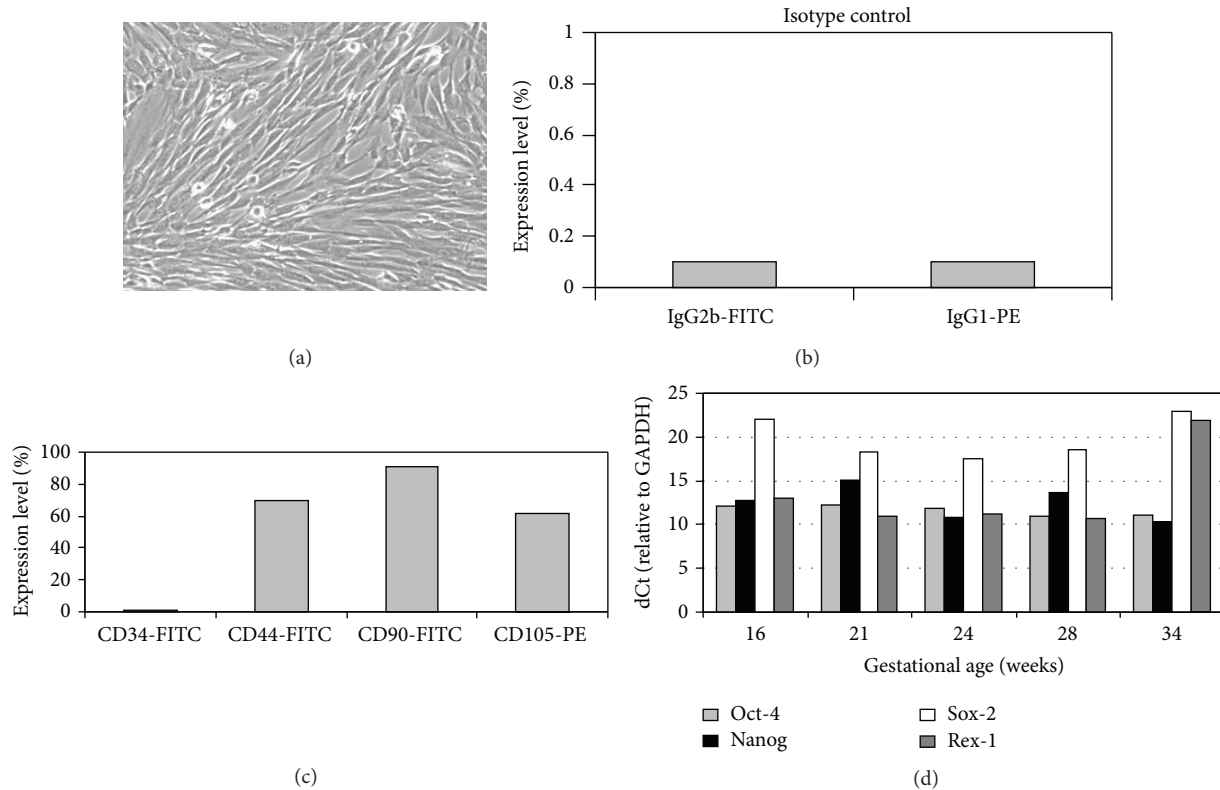 Isotype control
Expression level (%)
1
0.8
0.6
0.4
0.2
0
IgG2b-FITC IgG1-PE
(a)
(b)
Expression level (%)
100
80
60
40
20
0
CD34-FITC CD44-FITC CD90-FITC CD105-PE
(c)
dCt (relative to GAPDH)
25
20
15
10
5
0
16 21 24 28 34
Gestational age (weeks)
Oct-4 Sox-2
Nanog Rex-1
(d)